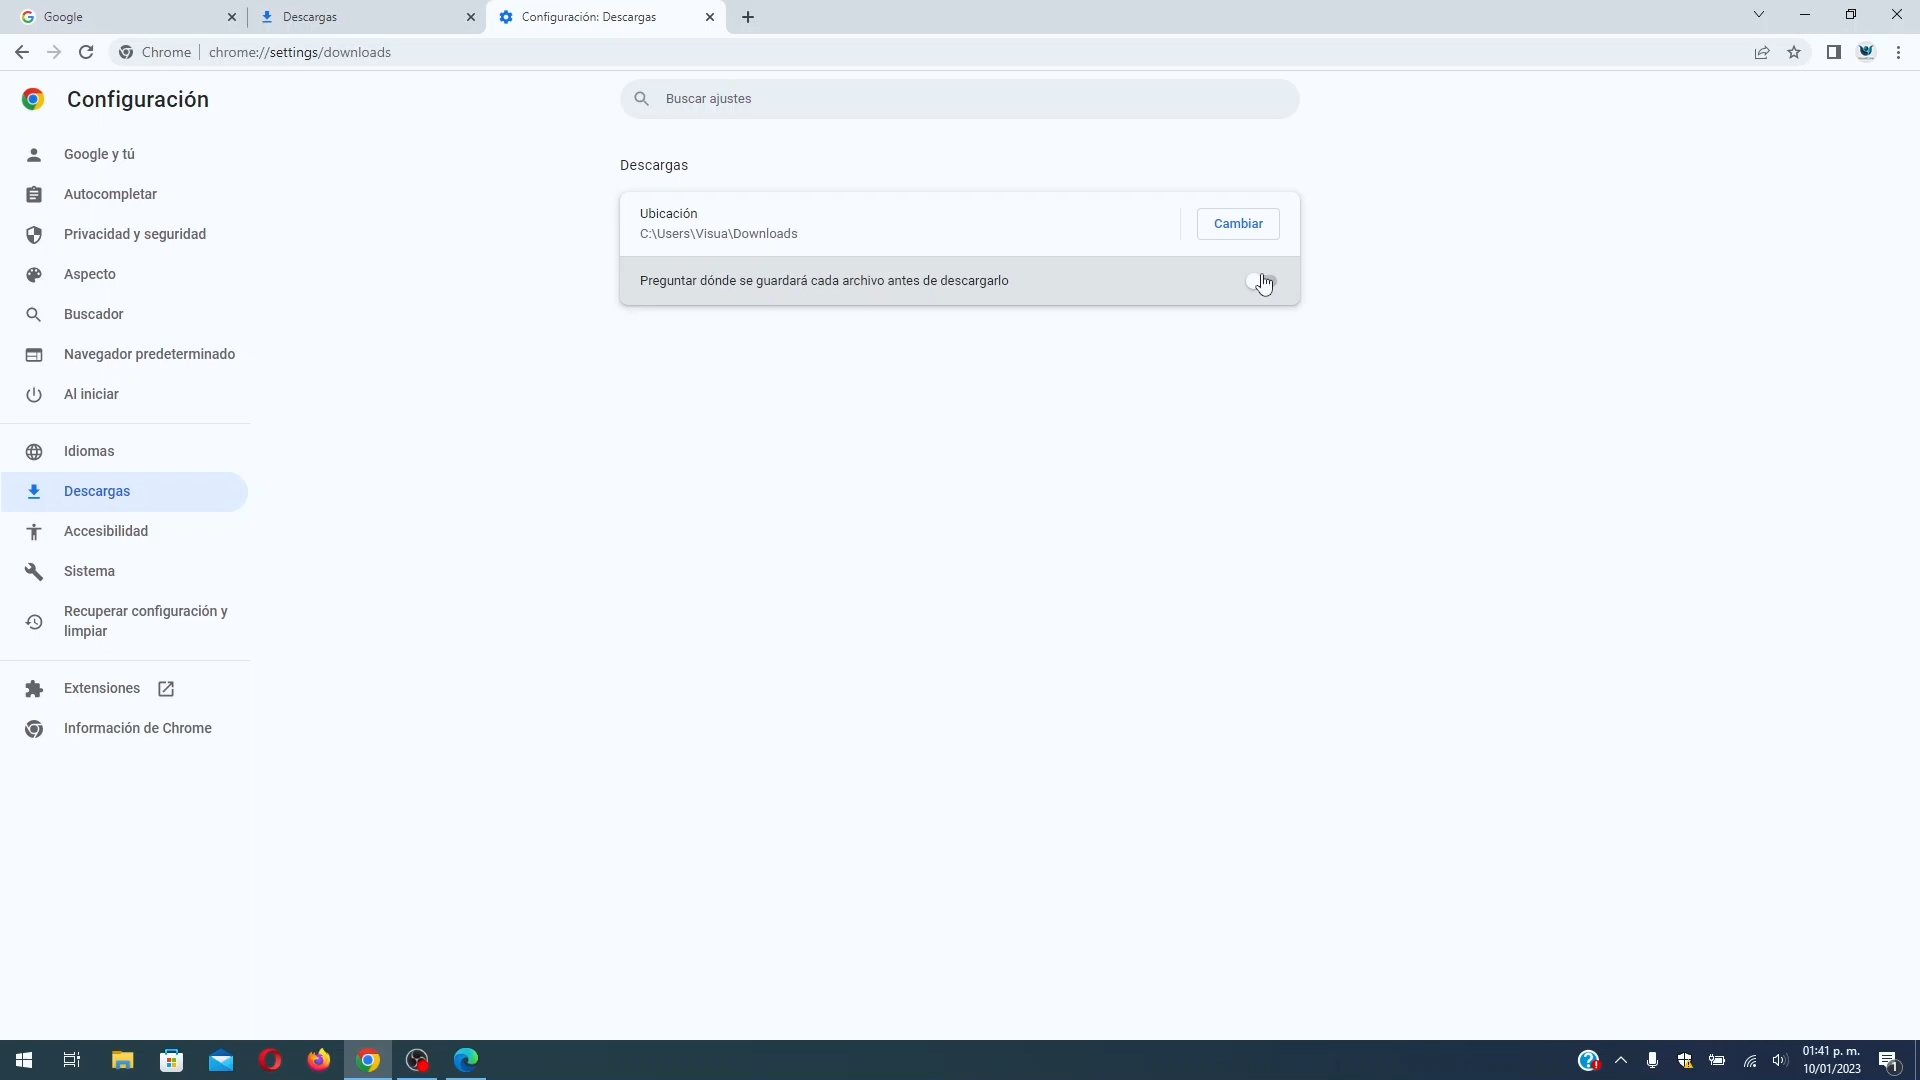 Google
Descargas
Configuración: Descargas
Chrome
chrome://settings/downloads
Configuración
Buscar ajustes
Google y tú
Autocompletar
Privacidad y seguridad
Aspecto
Buscador
Navegador predeterminado
Al iniciar
Idiomas
Descargas
Accesibilidad
Sistema
Recuperar configuración y
limpiar
Extensiones
Información de Chrome
Descargas
Ubicación
C:\Users\Visua\Downloads
Cambiar
Preguntar dónde se guardará cada archivo antes de descargarlo
01:41 p. m.
10/01/2023
1